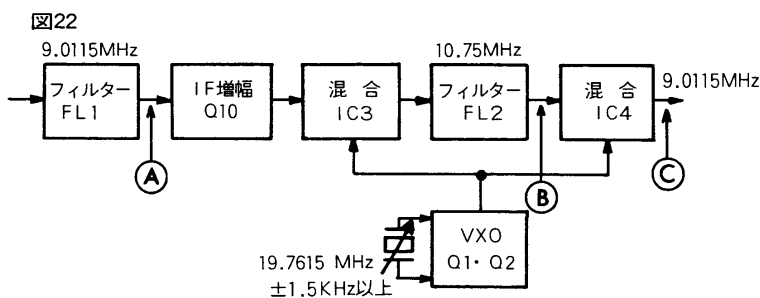 図22
9.0115MHz
フィルター
FL1
IF増幅
Q10
混合
IC3
10.75MHz
フィルター
FL2
混合
IC4
9.0115MHz
A
B
C
VXO
Q1・Q2
19.7615 MHz
±1.5KHz以上